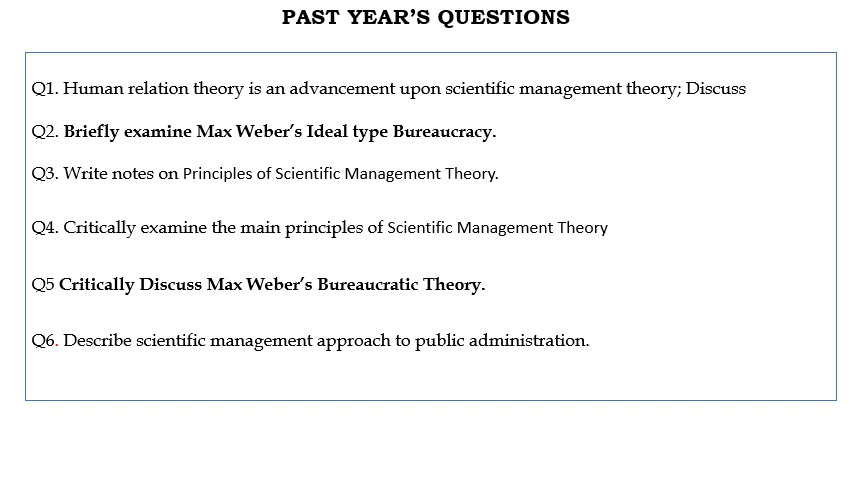 PAST YEAR’S QUESTIONS
Q1. Human relation theory is an advancement upon scientific management theory; Discuss
Q2. Briefly examine Max Weber’s Ideal type Bureaucracy.
Q3. Write notes on Principles of Scientific Management Theory.
Q4. Critically examine the main principles of Scientific Management Theory
Q5 Critically Discuss Max Weber’s Bureaucratic Theory.
Q6. Describe scientific management approach to public administration.